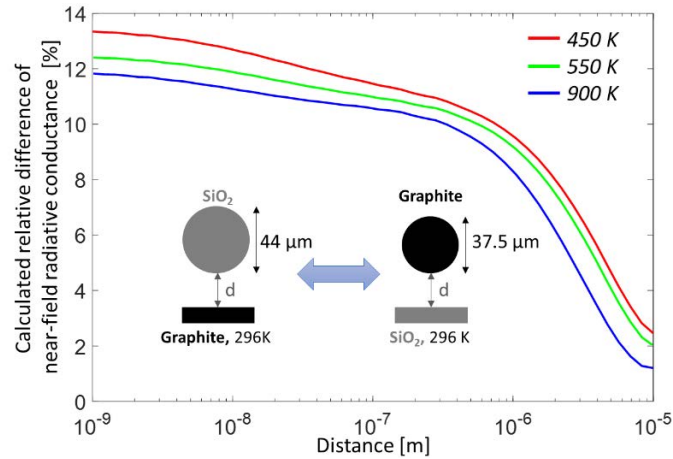 Calculated relative difference of
near-field radiative conductance [%]
14
12
10
8
6
4
2
0
450 K
550 K
900 K
SiO₂
44 µm
d
Graphite, 296K
Graphite
37.5 µm
d
SiO₂, 296 K
10⁻⁹
10⁻⁸
10⁻⁷
10⁻⁶
10⁻⁵
Distance [m]